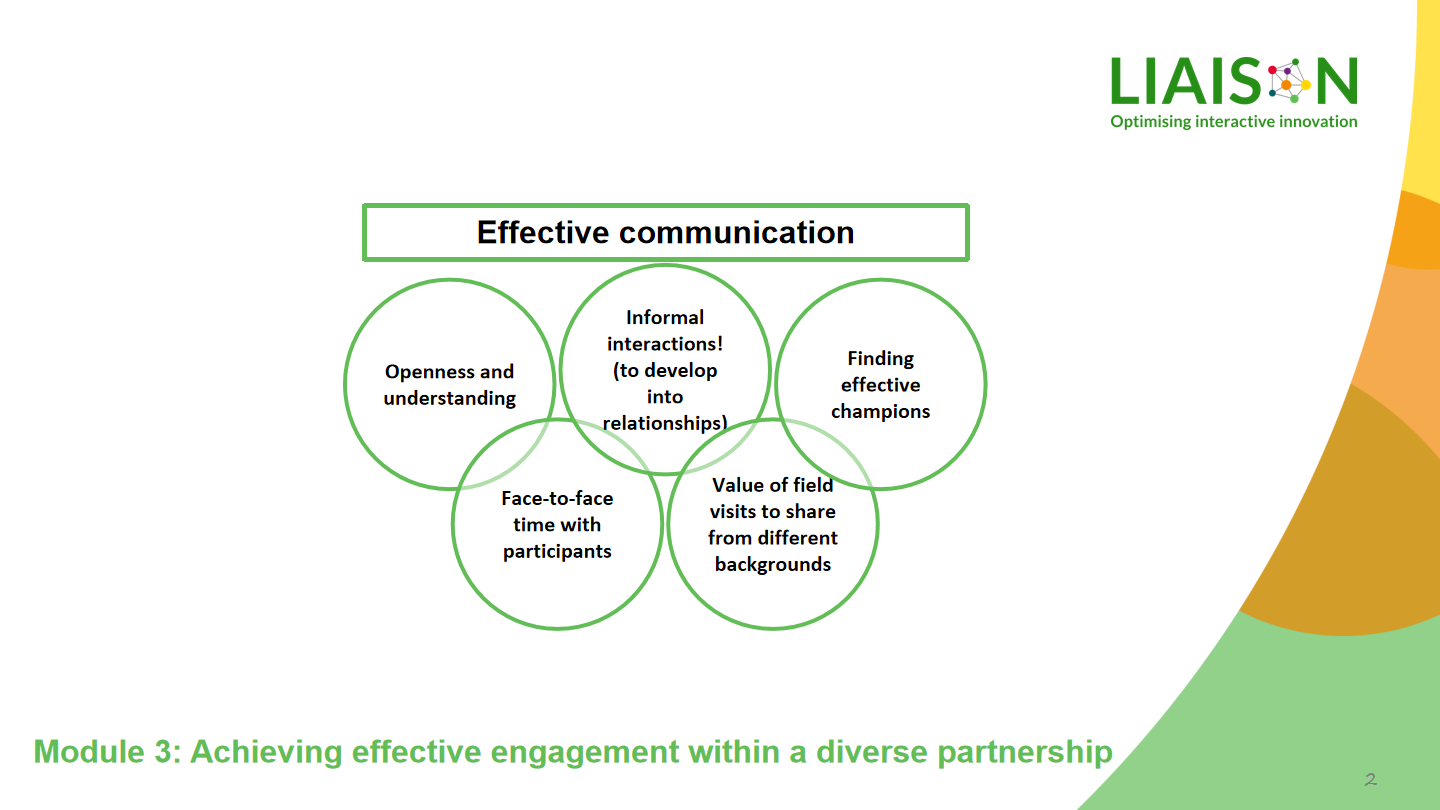 LIAISON
Optimising interactive innovation
Effective communication
Openness and
understanding
Informal
interactions!
(to develop
into
relationships)
Finding
effective
champions
Face-to-face
time with
participants
Value of field
visits to share
from different
backgrounds
Module 3: Achieving effective engagement within a diverse partnership
2